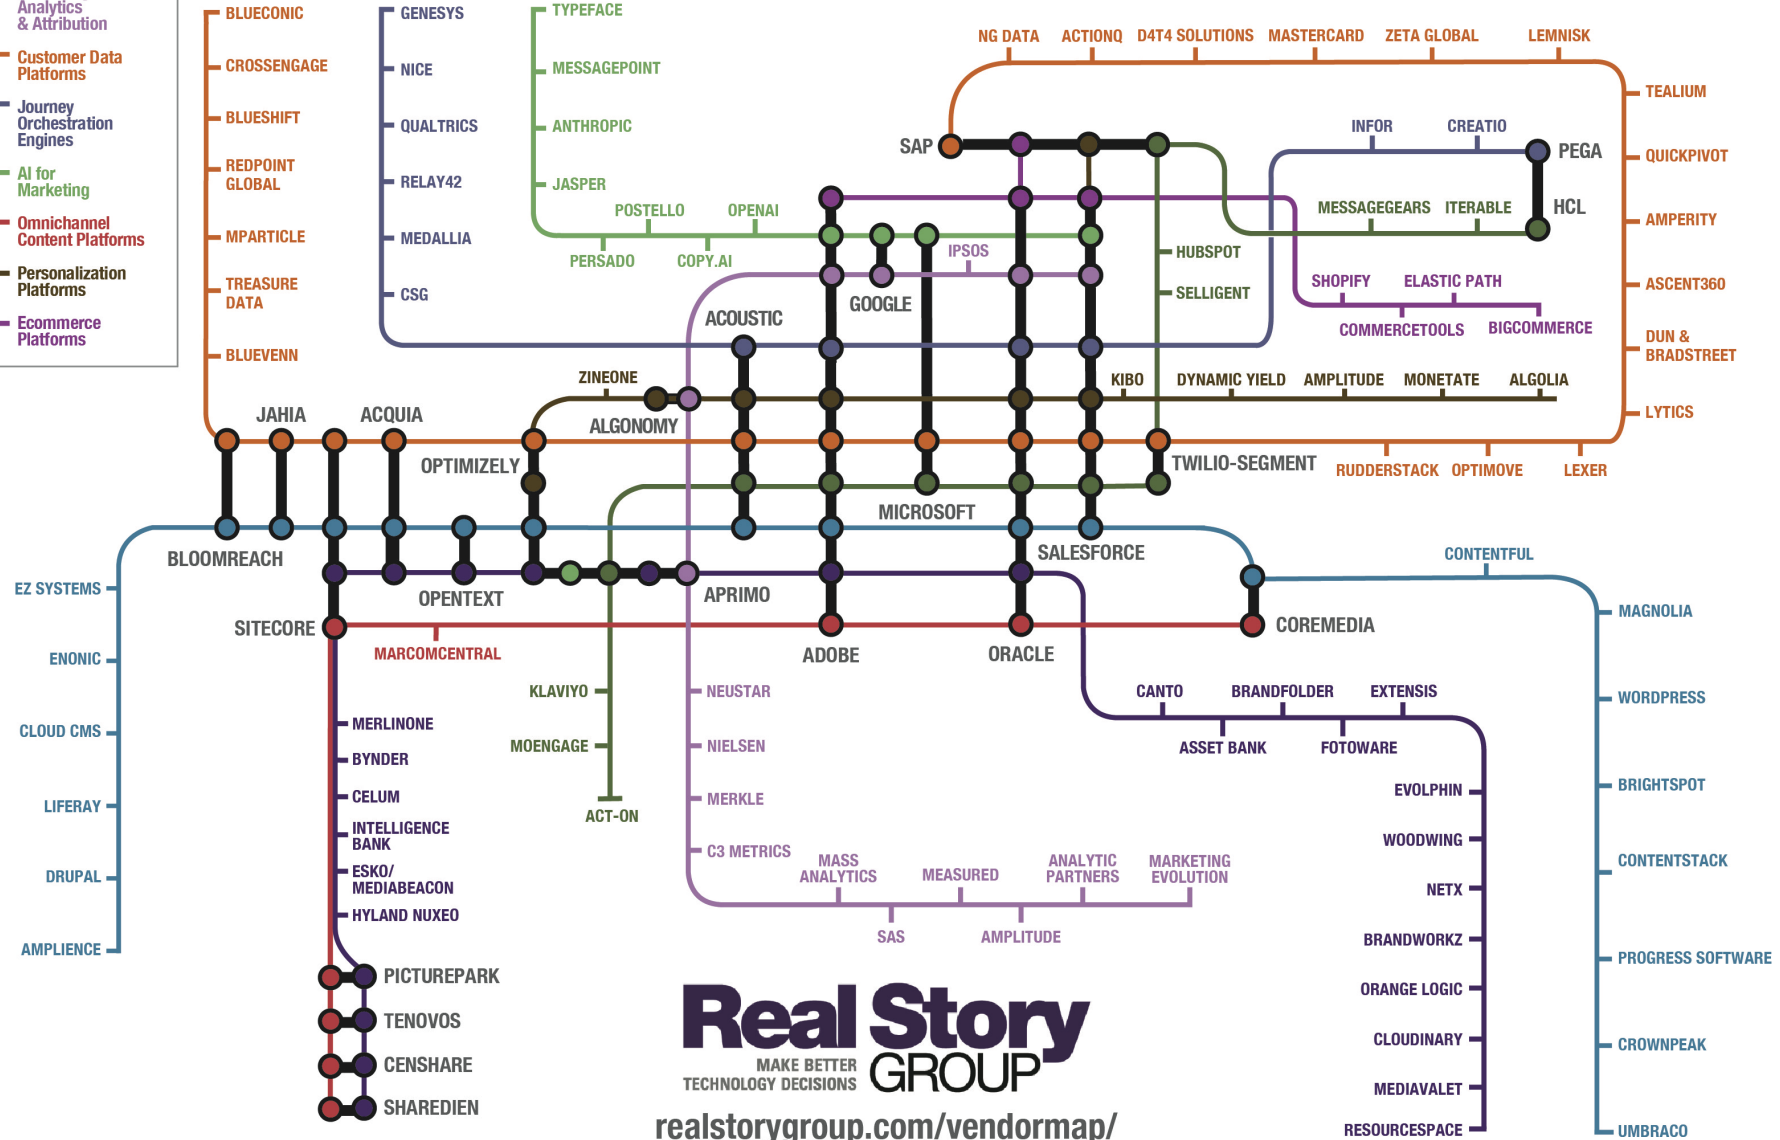 Analytics
& Attribution
Customer Data
Platforms
Journey
Orchestration
Engines
AI for
Marketing
Omnichannel
Content Platforms
Personalization
Platforms
Ecommerce
Platforms
BLUECONIC
CROSSENGAGE
BLUESHIFT
REDPOINT
GLOBAL
MPARTICLE
TREASURE
DATA
BLUEVENN
GENESYS
NICE
QUALTRICS
RELAY42
MEDALLIA
CSG
TYPEFACE
MESSAGEPOINT
ANTHROPIC
JASPER
POSTELLO
OPENAI
PERSADO
COPY.AI
NG DATA
ACTIONQ
D4T4 SOLUTIONS
MASTERCARD
ZETA GLOBAL
LEMNISK
TEALIUM
QUICKPIVOT
AMPERITY
ASCENT360
DUN &
BRADSTREET
LYTICS
RUDDERSTACK
OPTIMOVE
LEXER
SAP
INFOR
CREATIO
PEGA
HCL
MESSAGEGEARS
ITERABLE
HUBSPOT
SELLIGENT
IPSOS
GOOGLE
SHOPIFY
ELASTIC PATH
COMMERCETOOLS
BIGCOMMERCE
ACOUSTIC
ZINEONE
ALGONOMY
KIBO
DYNAMIC YIELD
AMPLITUDE
MONETATE
ALGOLIA
JAHIA
ACQUIA
OPTIMIZELY
TWILIO-SEGMENT
MICROSOFT
BLOOMREACH
SALESFORCE
OPENTEXT
APRIMO
SITECORE
MARCOMCENTRAL
ADOBE
ORACLE
COREMEDIA
CONTENTFUL
EZ SYSTEMS
ENONIC
CLOUD CMS
LIFERAY
DRUPAL
AMPLIENCE
MERLINONE
BYNDER
CELUM
INTELLIGENCE
BANK
ESKO/
MEDIABEACON
HYLAND NUXEO
PICTUREPARK
TENOVOS
CENSHARE
SHAREDIEN
KLAVIYO
MOENGAGE
ACT-ON
NEUSTAR
NIELSEN
MERKLE
C3 METRICS
MASS
ANALYTICS
MEASURED
ANALYTIC
PARTNERS
MARKETING
EVOLUTION
SAS
AMPLITUDE
CANTO
BRANDFOLDER
EXTENSIS
ASSET BANK
FOTOWARE
EVOLPHIN
WOODWING
NETX
BRANDWORKZ
ORANGE LOGIC
CLOUDINARY
MEDIAVALET
RESOURCESPACE
MAGNOLIA
WORDPRESS
BRIGHTSPOT
CONTENTSTACK
PROGRESS SOFTWARE
CROWNPEAK
UMBRACO
Real Story
GROUP
MAKE BETTER
TECHNOLOGY DECISIONS
realstorygroup.com/vendormap/